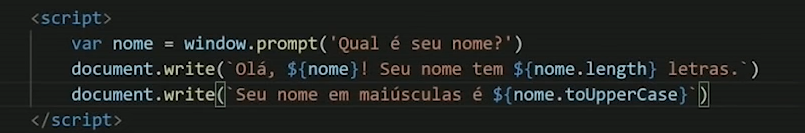 <script>
var nome = window.prompt('Qual é seu nome?')
document.write(`Olá, ${nome}! Seu nome tem ${nome.length} letras.`)
document.write(`Seu nome em maiúsculas é ${nome.toUpperCase}`)
</script>